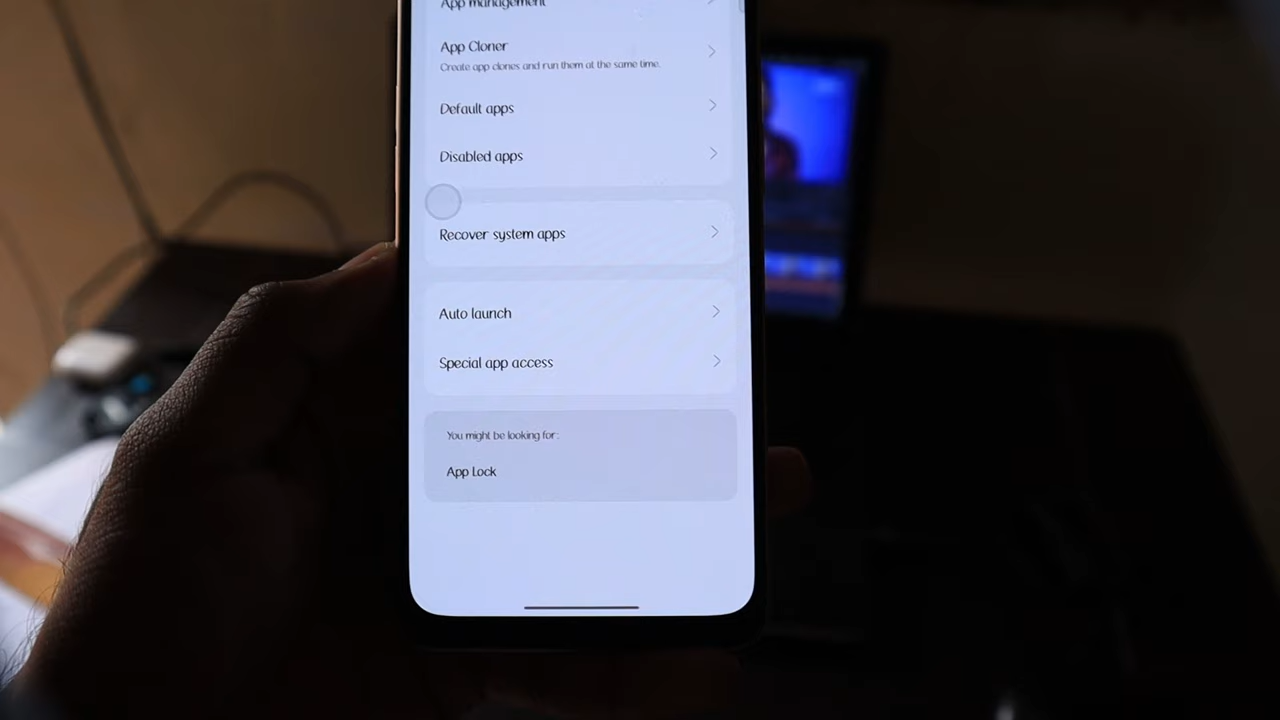 App management
App Cloner
Create app clones and run them at the same time.
Default apps
Disabled apps
Recover system apps
Auto launch
Special app access
You might be looking for:
App Lock